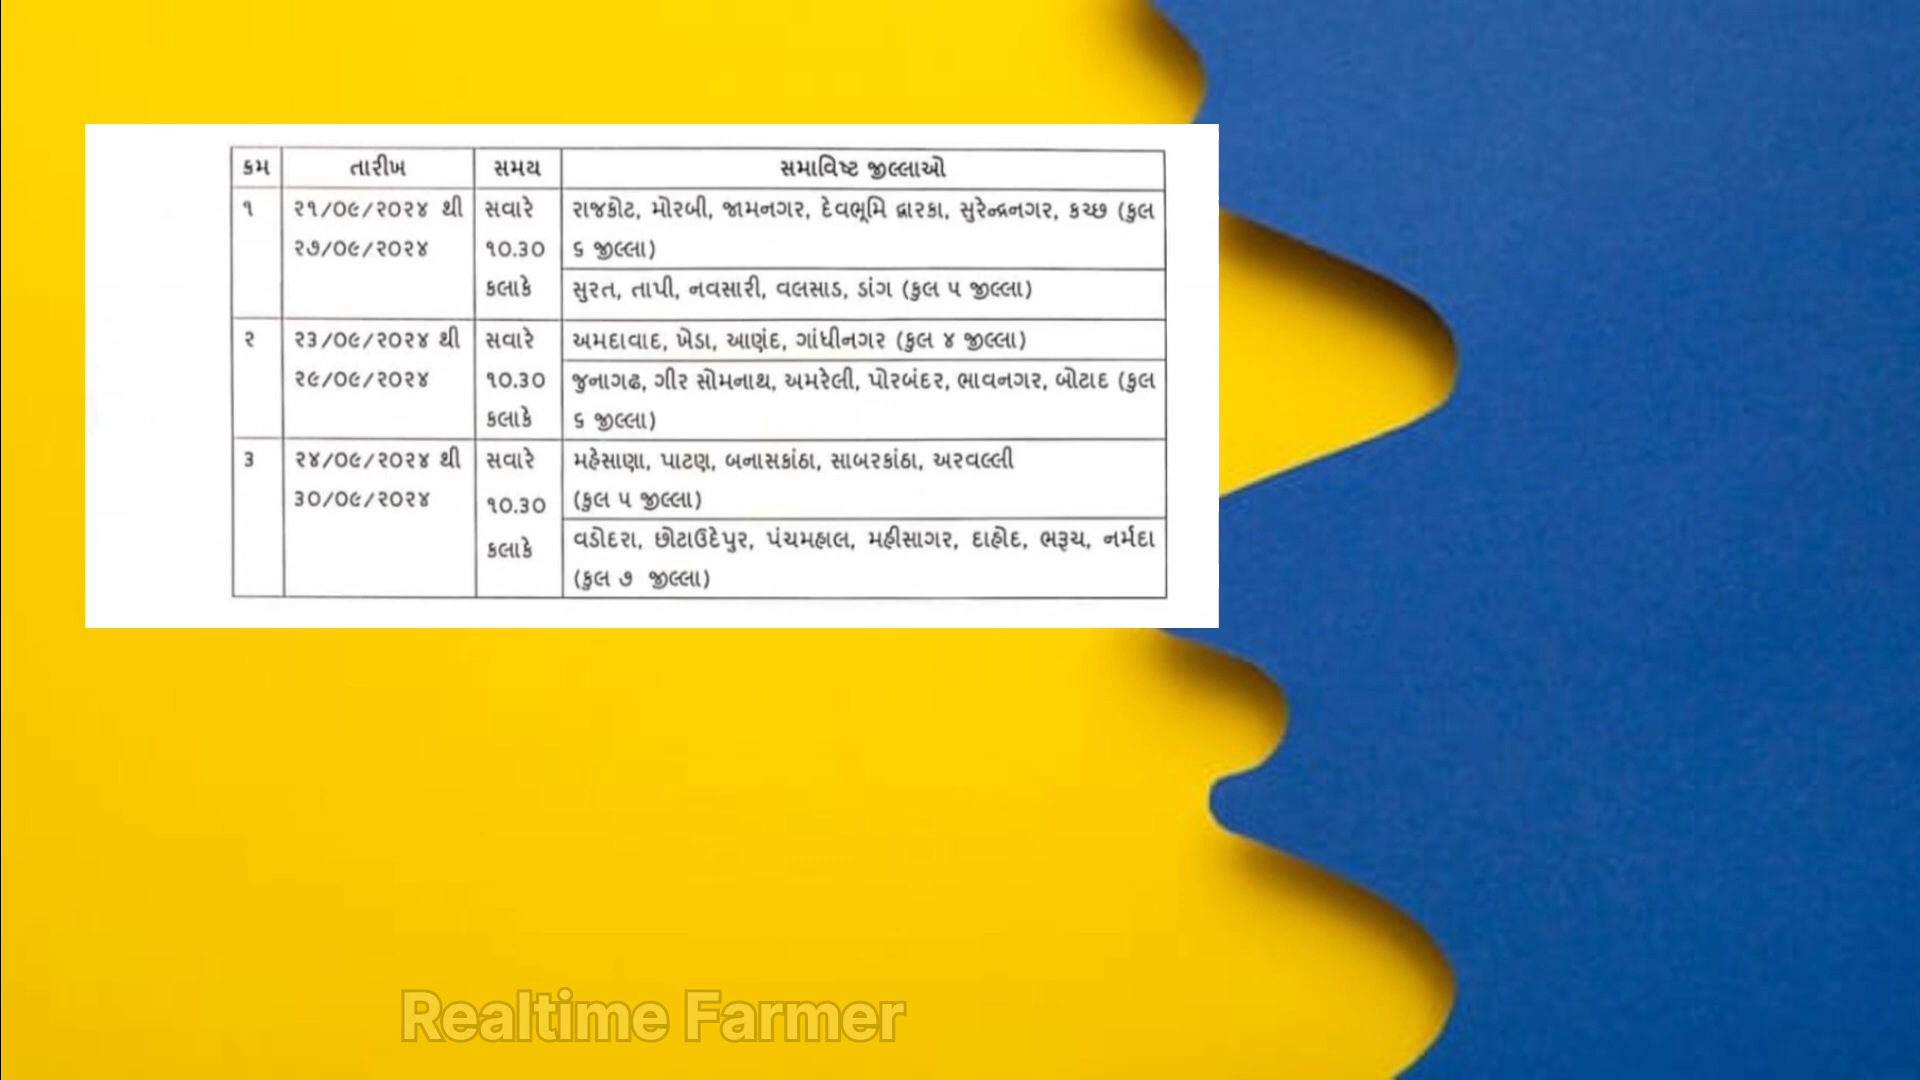 ક્રમ તારીખ સમય સમાવિષ્ટ જીલ્લાઓ
૧ ૨૧/૦૯/૨૦૨૪ થી સવારે રાજકોટ, મોરબી, જામનગર, દેવભૂમિ દ્વારકા, સુરેન્દ્રનગર, કચ્છ (કુલ
૨૭/૦૯/૨૦૨૪ ૧૦.૩૦ ૬ જીલ્લા)
કલાકે સુરત, તાપી, નવસારી, વલસાડ, ડાંગ (કુલ ૫ જીલ્લા)
૨ ૨૩/૦૯/૨૦૨૪ થી સવારે અમદાવાદ, ખેડા, આણંદ, ગાંધીનગર (કુલ ૪ જીલ્લા)
૨૯/૦૯/૨૦૨૪ ૧૦.૩૦ જુનાગઢ, ગીર સોમનાથ, અમરેલી, પોરબંદર, ભાવનગર, બોટાદ (કુલ
કલાકે ૬ જીલ્લા)
૩ ૨૪/૦૯/૨૦૨૪ થી સવારે મહેસાણા, પાટણ, બનાસકાંઠા, સાબરકાંઠા, અરવલ્લી
૩૦/૦૯/૨૦૨૪ ૧૦.૩૦ (કુલ ૫ જીલ્લા)
કલાકે વડોદરા, છોટાઉદેપુર, પંચમહાલ, મહીસાગર, દાહોદ, ભરૂચ, નર્મદા
(કુલ ૭ જીલ્લા)
Realtime Farmer